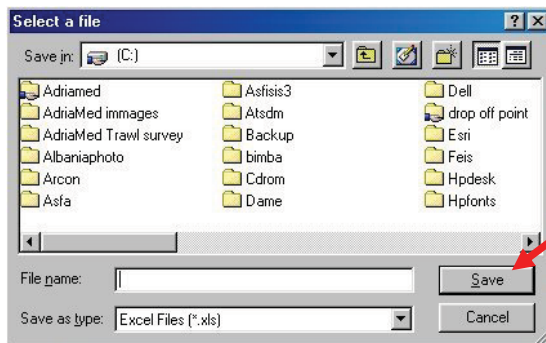 Select a file
Save in: (C:)
Adriamed Asfisis3 Dell
AdriaMed immages Atsdm drop off point
AdriaMed Trawl survey Backup Esri
Albaniaphoto bimba Feis
Arcon Cdrom Hpdesk
Asfa Dame Hpfonts
File name: Save
Save as type: Excel Files (*.xls) Cancel